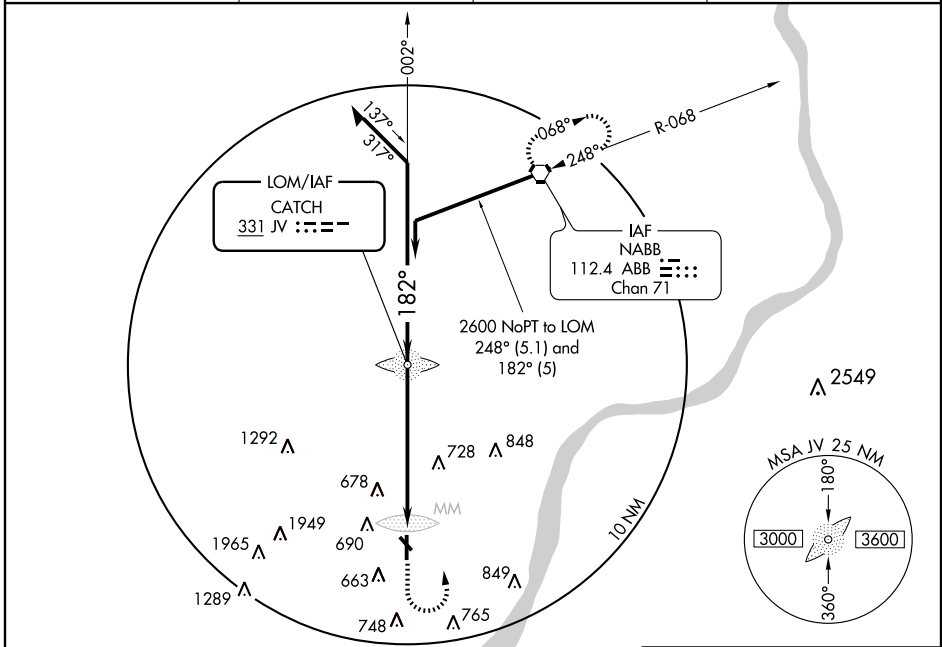 002°
137°
317°
068°
248°
R-068
LOM/IAF
CATCH
331 JV
IAF
NABB
112.4 ABB
Chan 71
182°
2600 NoPT to LOM
248° (5.1) and
182° (5)
2549
1292
728
848
678
MM
MSA JV 25 NM
180°
3000
3600
360°
10 NM
1949
690
1965
663
849
1289
748
765